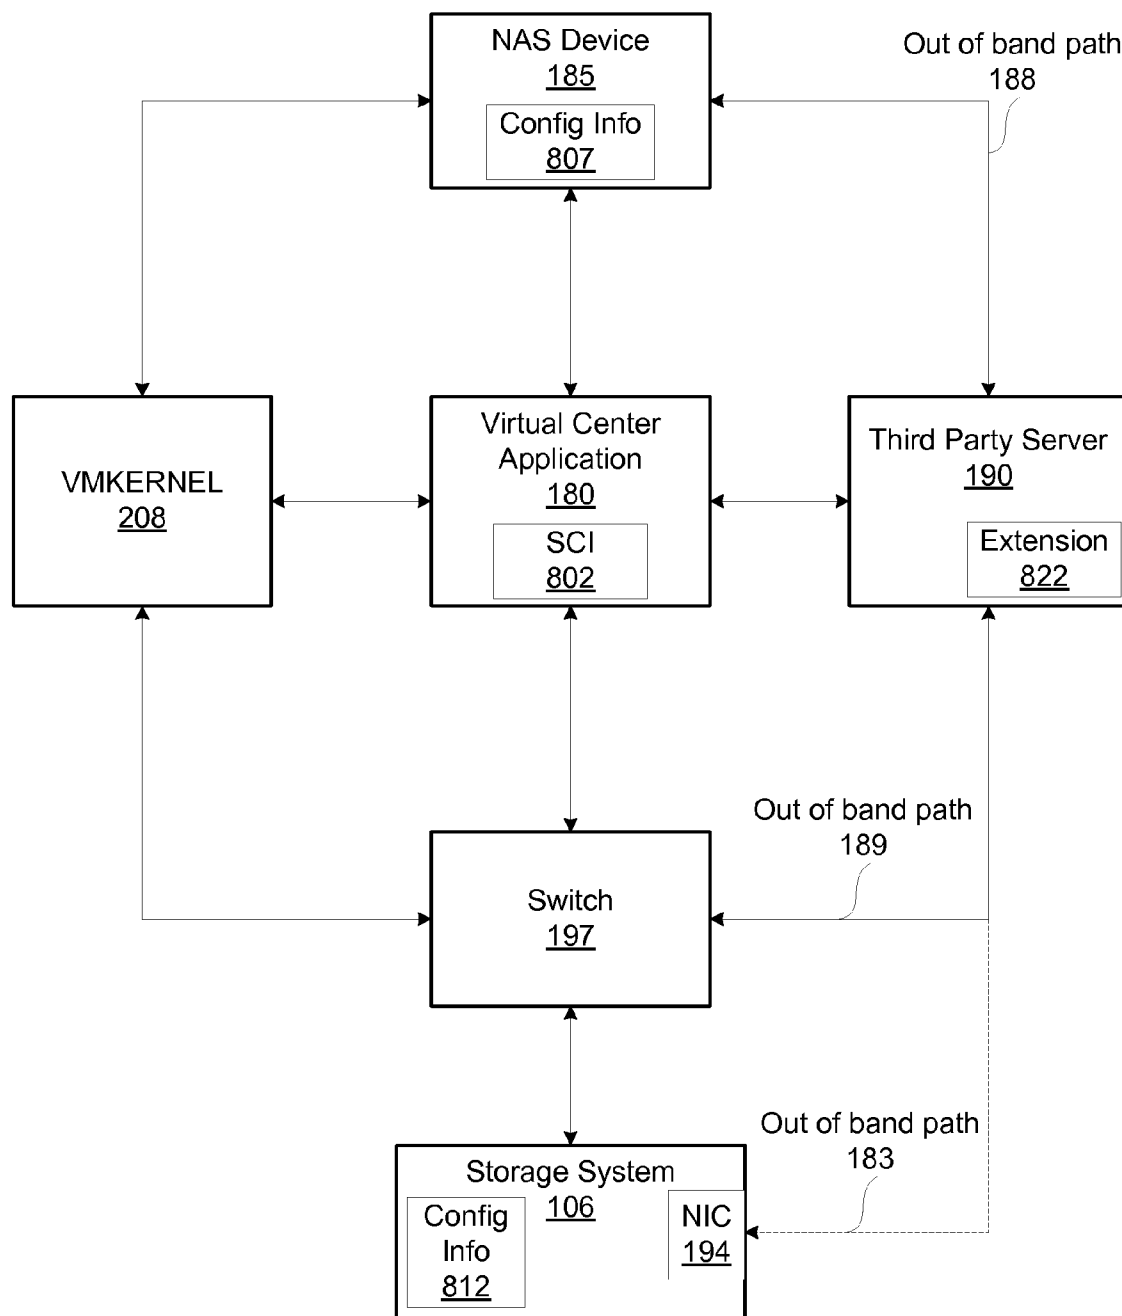 NAS Device
185
Config Info
807
Out of band path
188
VMKERNEL
208
Virtual Center
Application
180
SCI
802
Third Party Server
190
Extension
822
Out of band path
189
Switch
197
Out of band path
183
Storage System
106
Config
Info
812
NIC
194